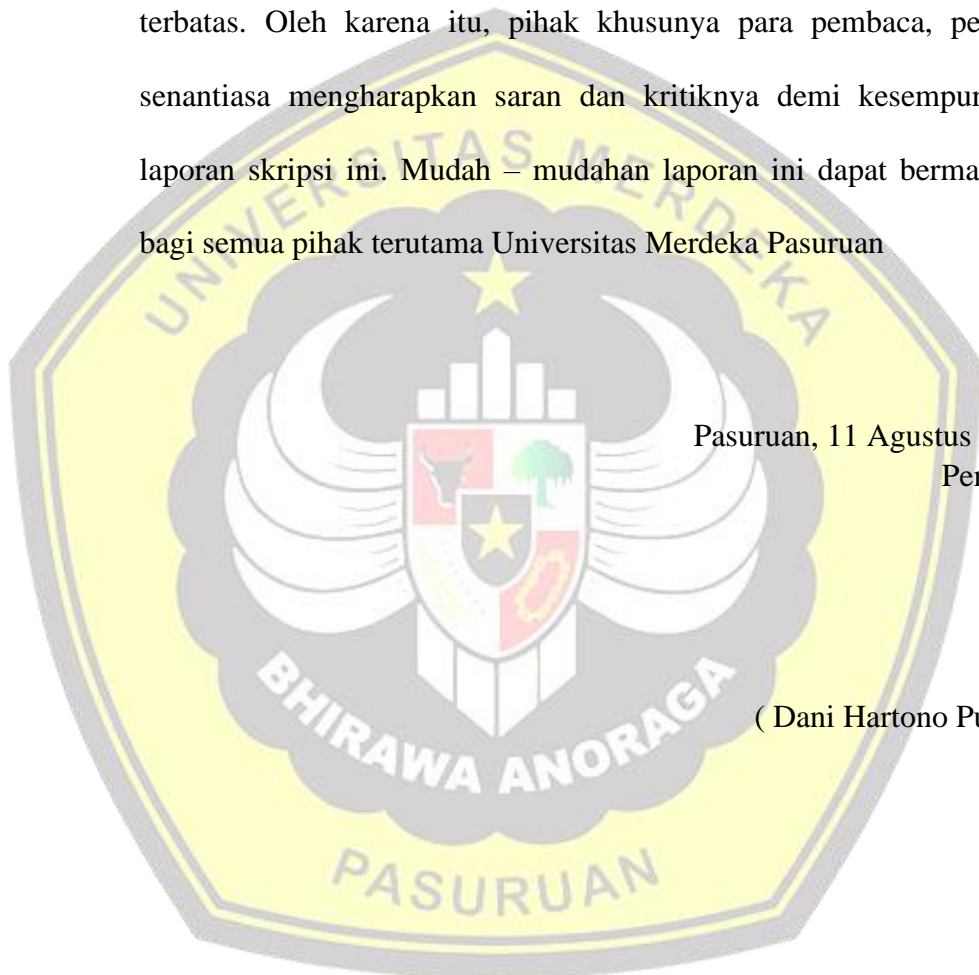 terbatas. Oleh karena itu, pihak khusunya para pembaca, pe
senantiasa mengharapkan saran dan kritiknya demi kesempur
laporan skripsi ini. Mudah – mudahan laporan ini dapat berma
bagi semua pihak terutama Universitas Merdeka Pasuruan
UNIVERSITAS MERDEKA
Pasuruan, 11 Agustus
Per
( Dani Hartono Pu
BHIRAWA ANORAGA
PASURUAN